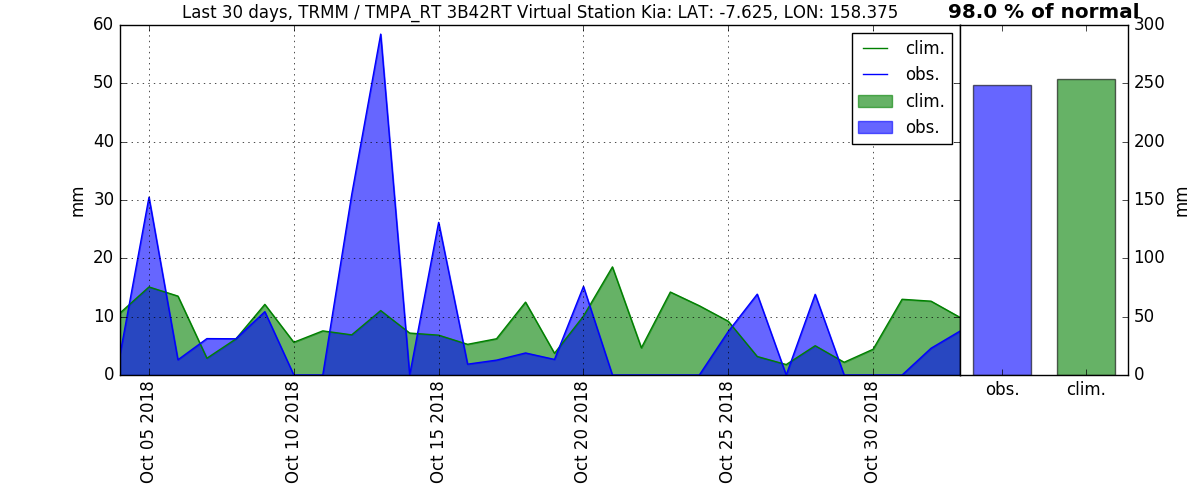 Last 30 days, TRMM / TMPA_RT 3B42RT Virtual Station Kia: LAT: -7.625, LON: 158.375
98.0 % of normal
60
50
40
30
20
10
0
mm
clim.
obs.
clim.
obs.
Oct 05 2018
Oct 10 2018
Oct 15 2018
Oct 20 2018
Oct 25 2018
Oct 30 2018
300
250
200
150
100
50
0
mm
obs.
clim.